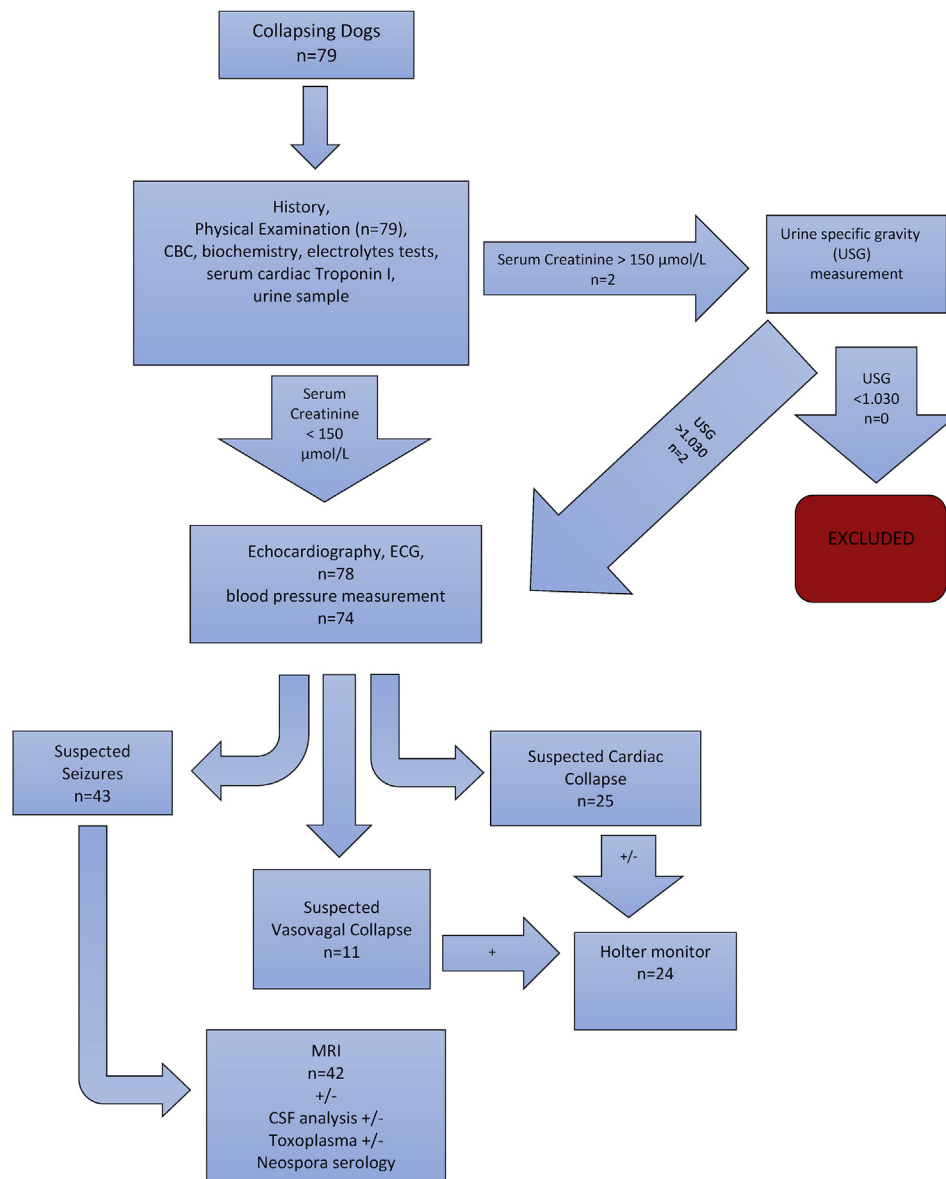 Collapsing Dogs
n=79
History,
Physical Examination (n=79),
CBC, biochemistry, electrolytes tests,
serum cardiac Troponin I,
urine sample
Serum Creatinine > 150 µmol/L
n=2
Urine specific gravity
(USG)
measurement
Serum
Creatinine
< 150
µmol/L
USG
>1.030
n=2
USG
<1.030
n=0
EXCLUDED
Echocardiography, ECG,
n=78
blood pressure measurement
n=74
Suspected
Seizures
n=43
Suspected Cardiac
Collapse
n=25
+/-
Suspected
Vasovagal Collapse
n=11
+
Holter monitor
n=24
MRI
n=42
+/-
CSF analysis +/-
Toxoplasma +/-
Neospora serology